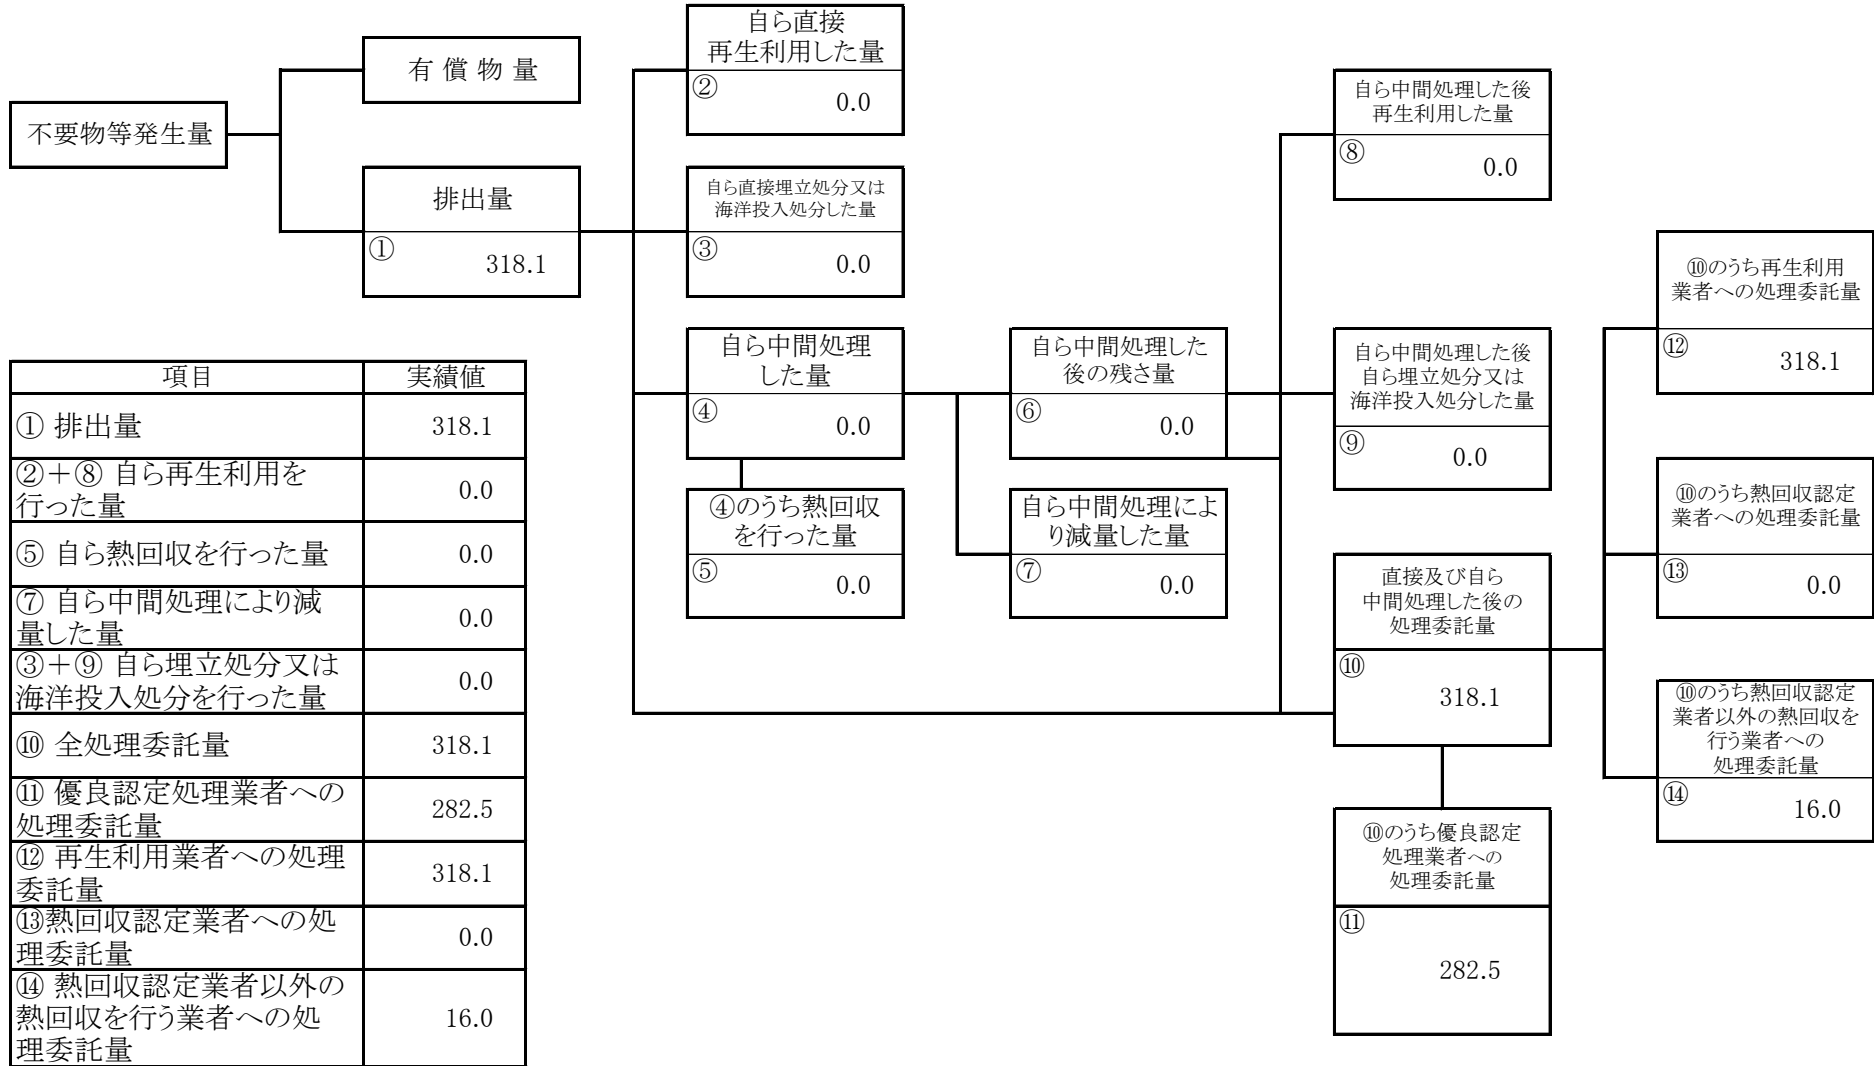 不要物等発生量
有 償 物 量
排出量
①
318.1
自ら直接
再生利用した量
②
0.0
自ら直接埋立処分又は
海洋投入処分した量
③
0.0
自ら中間処理
した量
④
0.0
④のうち熱回収
を行った量
⑤
0.0
自ら中間処理した
後の残さ量
⑥
0.0
自ら中間処理によ
り減量した量
⑦
0.0
自ら中間処理した後
再生利用した量
⑧
0.0
自ら中間処理した後
自ら埋立処分又は
海洋投入処分した量
⑨
0.0
直接及び自ら
中間処理した後の
処理委託量
⑩
318.1
⑩のうち優良認定
処理業者への
処理委託量
⑪
282.5
⑩のうち再生利用
業者への処理委託量
⑫
318.1
⑩のうち熱回収認定
業者への処理委託量
⑬
0.0
⑩のうち熱回収認定
業者以外の熱回収を
行う業者への
処理委託量
⑭
16.0
項目 実績値
① 排出量 318.1
②+⑧ 自ら再生利用を
行った量 0.0
⑤ 自ら熱回収を行った量 0.0
⑦ 自ら中間処理により減
量した量 0.0
③+⑨ 自ら埋立処分又は
海洋投入処分を行った量 0.0
⑩ 全処理委託量 318.1
⑪ 優良認定処理業者への
処理委託量 282.5
⑫ 再生利用業者への処理
委託量 318.1
⑬熱回収認定業者への処
理委託量 0.0
⑭ 熱回収認定業者以外の
熱回収を行う業者への処
理委託量 16.0